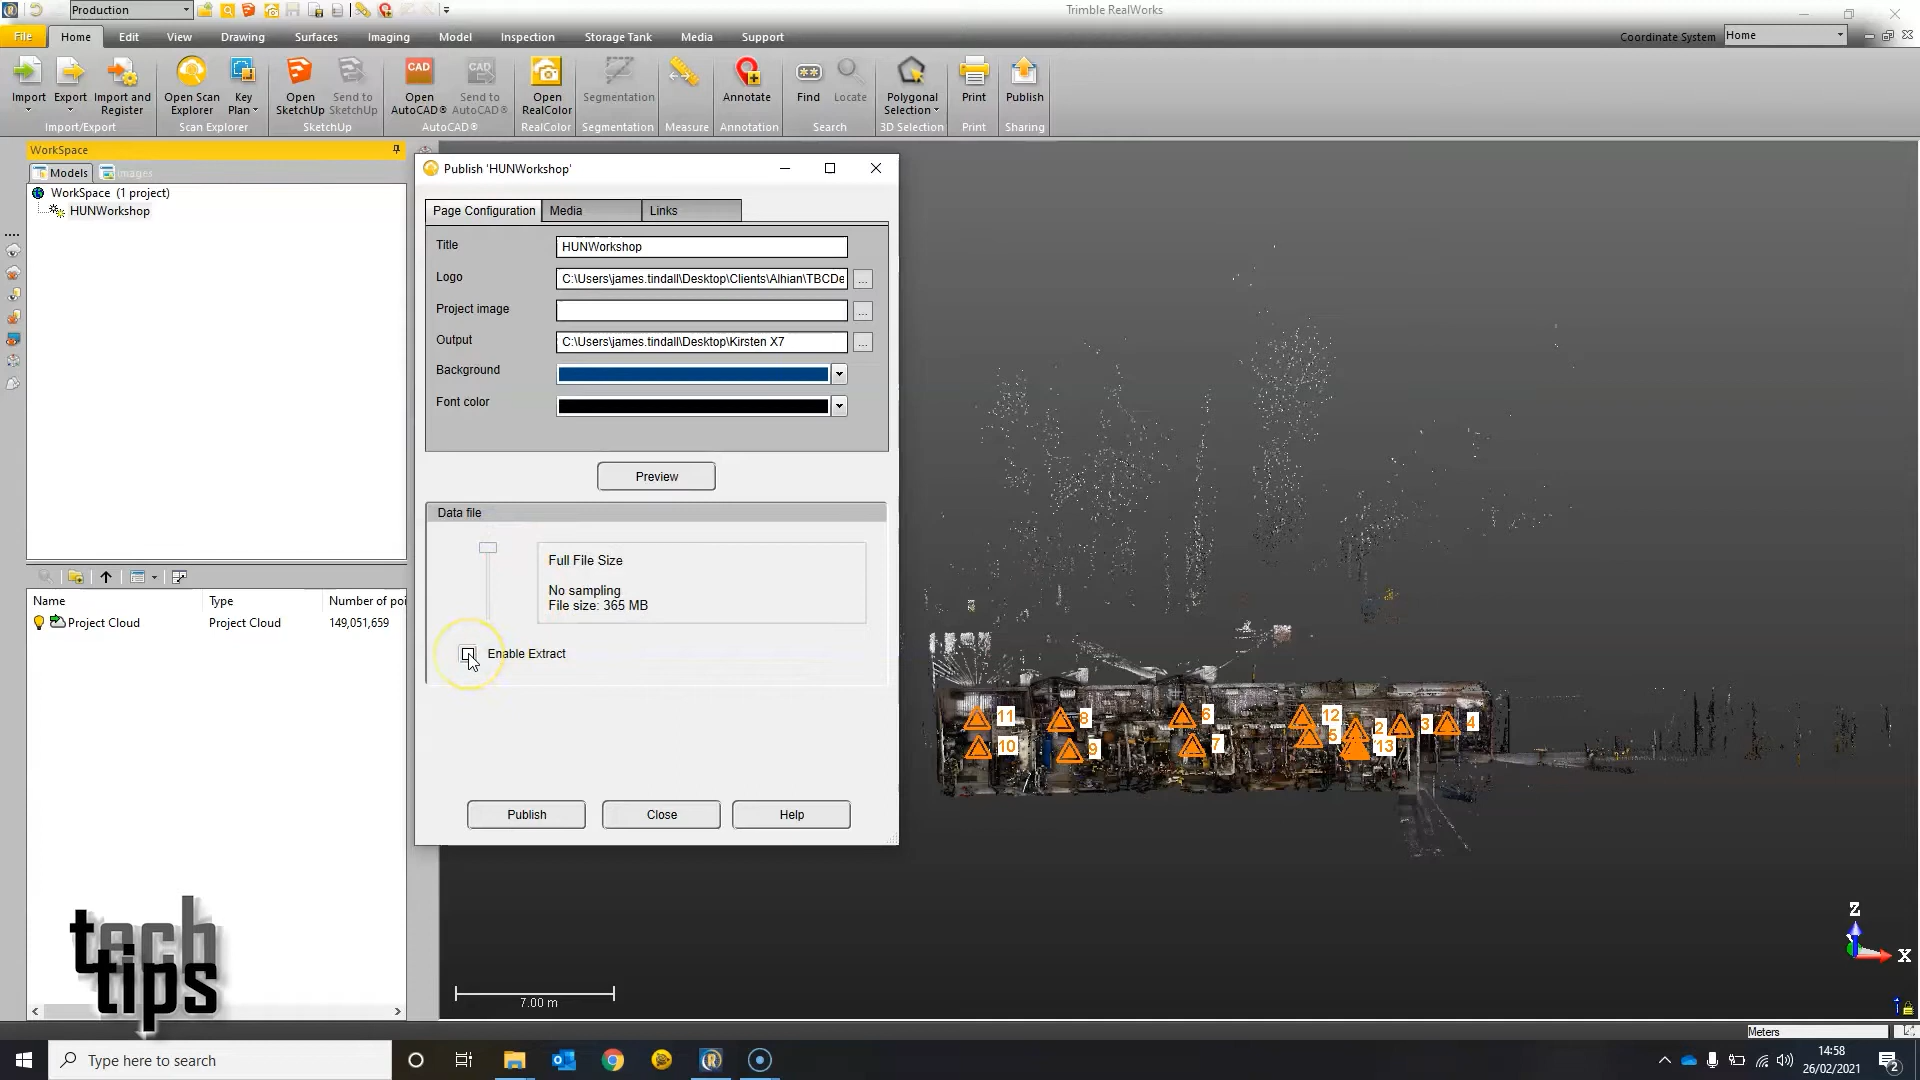 Production
Trimble RealWorks
File Home Edit View Drawing Surfaces Imaging Model Inspection Storage Tank Media Support
Coordinate System Home
Import Export Import and Register
Import/Export
Open Scan Explorer Key Plan
Scan Explorer
Open SketchUp Send to SketchUp
SketchUp
CAD Open AutoCAD® CAD Send to AutoCAD®
AutoCAD®
Open RealColor
RealColor
Segmentation
Segmentation
Measure
Annotate
Annotation
Find Locate
Search
Polygonal Selection
3D Selection
Print
Print
Publish
Sharing
WorkSpace
Models Images
WorkSpace (1 project)
HUNWorkshop
Name Type Number of poi
Project Cloud Project Cloud 149,051,659
Publish 'HUNWorkshop'
Page Configuration Media Links
Title HUNWorkshop
Logo C:\Users\james.tindall\Desktop\Clients\Alhian\TBCDe ...
Project image ...
Output C:\Users\james.tindall\Desktop\Kirsten X7 ...
Background
Font color
Preview
Data file
Full File Size
No sampling
File size: 365 MB
Enable Extract
Publish Close Help
11 8 6 12 2 3 4
10 9 7 5 13
Z
X
7.00 m
tech
tips
Meters
Type here to search
14:58
26/02/2021
2